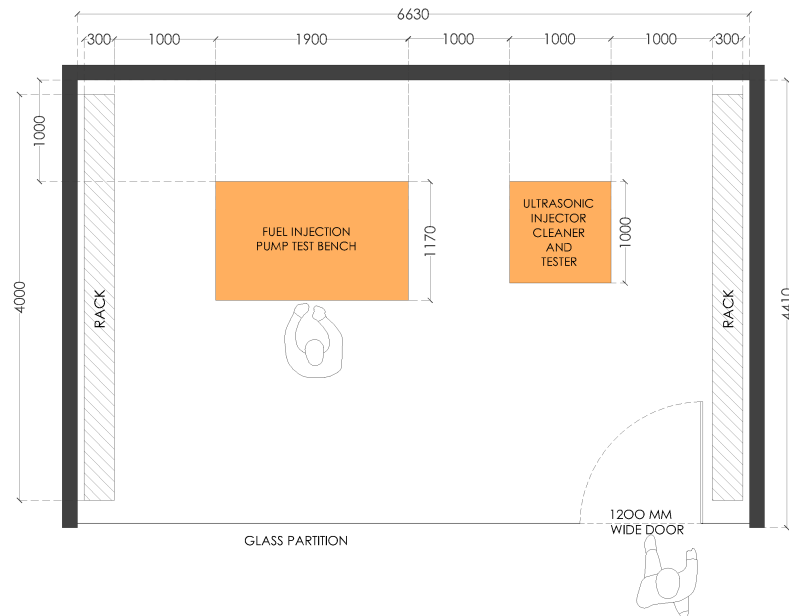 6630
300
1000
1900
1000
1000
1000
300
1000
FUEL INJECTION
PUMP TEST BENCH
1170
ULTRASONIC
INJECTOR
CLEANER
AND
TESTER
1000
4000
RACK
RACK
4410
1200 MM
WIDE DOOR
GLASS PARTITION